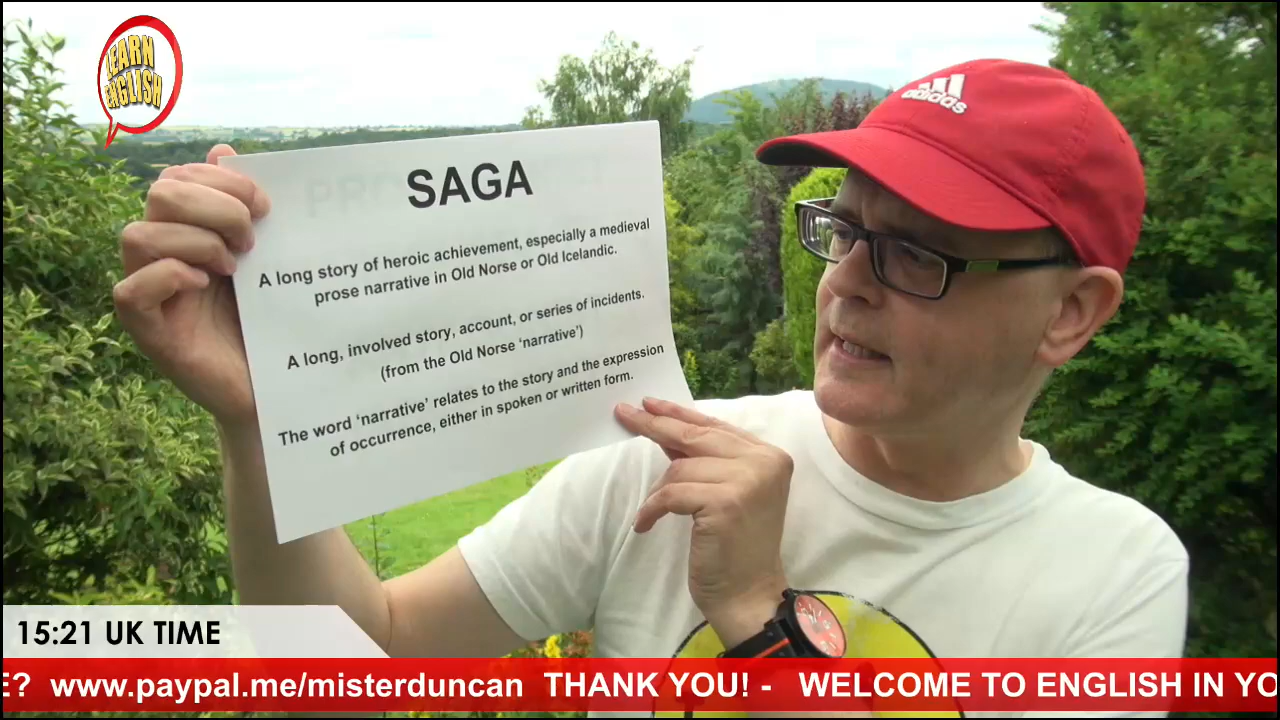 LEARN
ENGLISH
adidas
SAGA
A long story of heroic achievement, especially a medieval
prose narrative in Old Norse or Old Icelandic.
A long, involved story, account, or series of incidents.
(from the Old Norse ‘narrative’)
The word ‘narrative’ relates to the story and the expression
of occurrence, either in spoken or written form.
15:21 UK TIME
E? www.paypal.me/misterduncan THANK YOU! - WELCOME TO ENGLISH IN YO